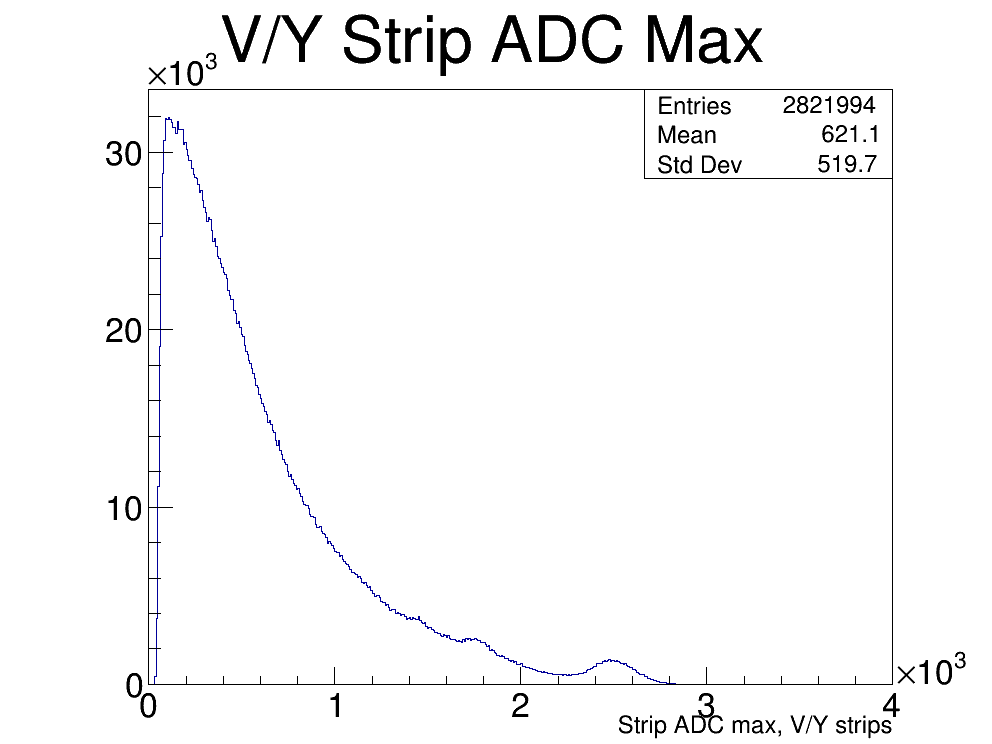 V/Y Strip ADC Max
×10³
Entries 2821994
Mean 621.1
Std Dev 519.7
30
20
10
0
0 1 2 3 4
×10³
Strip ADC max, V/Y strips